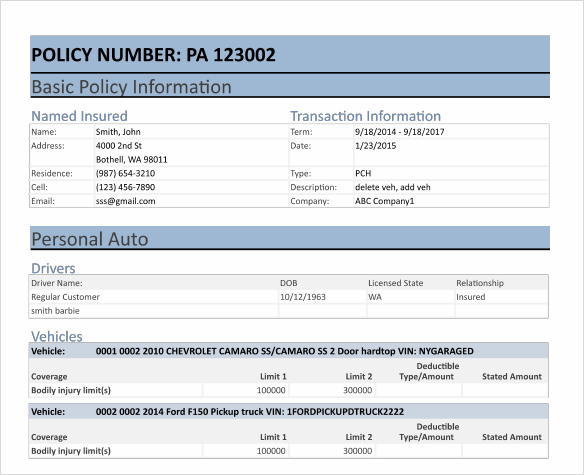 POLICY NUMBER: PA 123002
Basic Policy Information
Named Insured Transaction Information
Name: Smith, John Term: 9/18/2014 - 9/18/2017
Address: 4000 2nd St Date: 1/23/2015
Bothell, WA 98011
Residence: (987) 654-3210 Type: PCH
Cell: (123) 456-7890 Description: delete veh, add veh
Email: sss@gmail.com Company: ABC Company1
Personal Auto
Drivers
Driver Name: DOB Licensed State Relationship
Regular Customer 10/12/1963 WA Insured
smith barbie
Vehicles
Vehicle: 0001 0002 2010 CHEVROLET CAMARO SS/CAMARO SS 2 Door hardtop VIN: NYGARAGED
Deductible
Coverage Limit 1 Limit 2 Type/Amount Stated Amount
Bodily injury limit(s) 100000 300000
Vehicle: 0002 0002 2014 Ford F150 Pickup truck VIN: 1FORDPICKUPDTRUCK2222
Deductible
Coverage Limit 1 Limit 2 Type/Amount Stated Amount
Bodily injury limit(s) 100000 300000